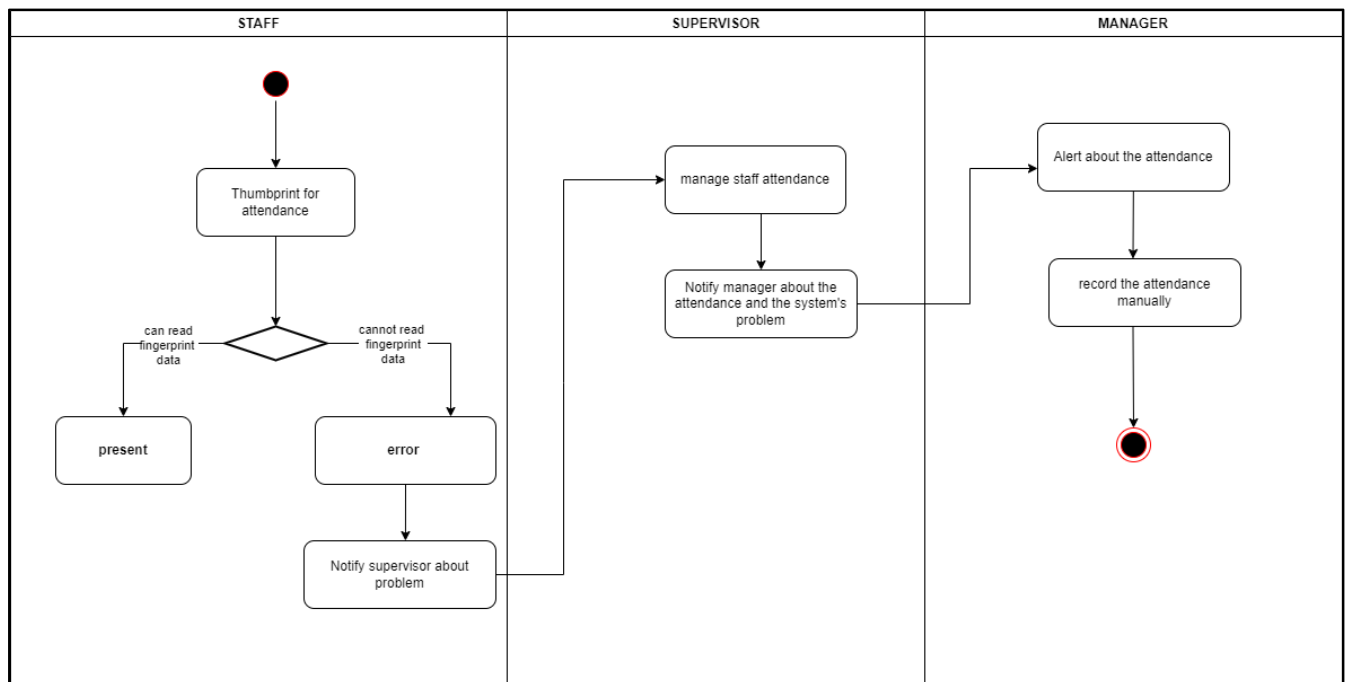 STAFF
SUPERVISOR
MANAGER
Thumbprint for
attendance
can read
fingerprint
data
cannot read
fingerprint
data
present
error
Notify supervisor about
problem
manage staff attendance
Notify manager about the
attendance and the system's
problem
Alert about the attendance
record the attendance
manually